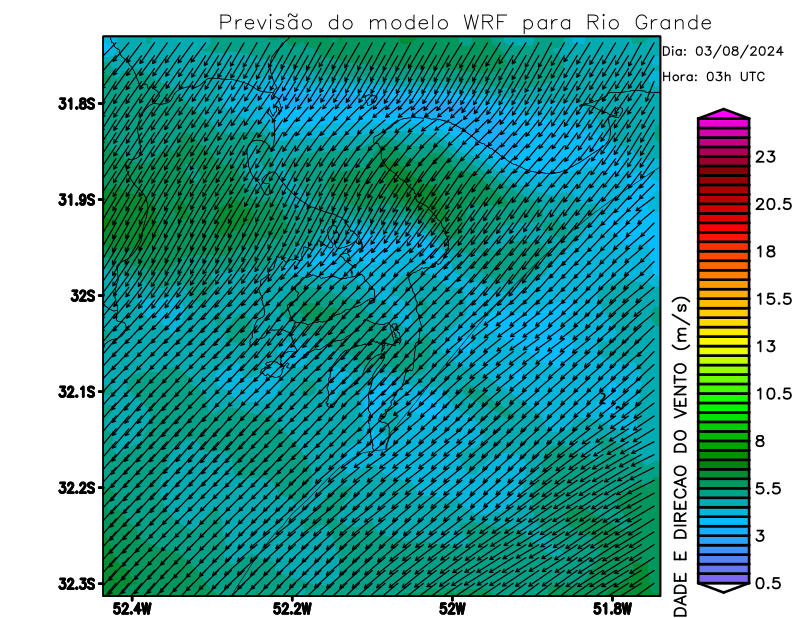 Previsão do modelo WRF para Rio Grande
Dia: 03/08/2024
Hora: 03h UTC
31.8S
31.9S
32S
32.1S
32.2S
32.3S
52.4W
52.2W
52W
51.8W
DADE E DIRECAO DO VENTO (m/s)
23
20.5
18
15.5
13
10.5
8
5.5
3
0.5